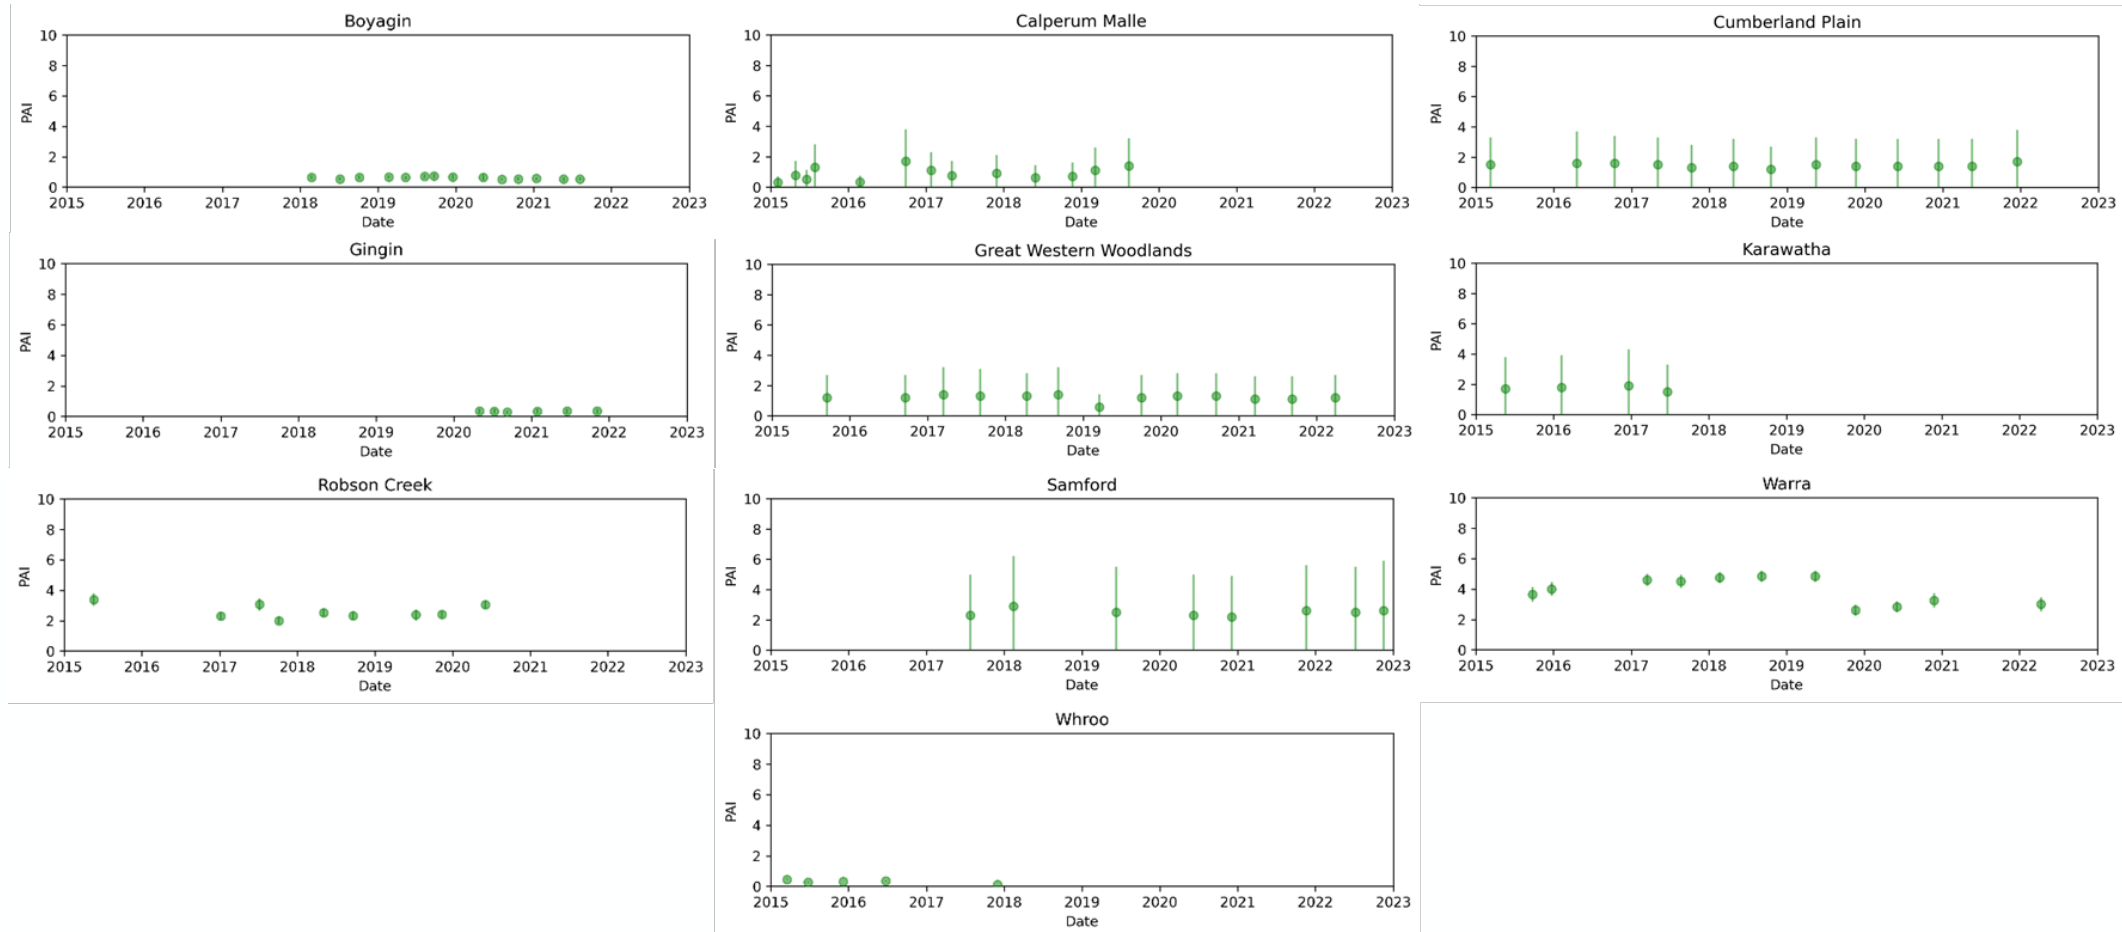 Boyagin
10
8
6
4
2
0
PAI
2015 2016 2017 2018 2019 2020 2021 2022 2023
Date
Calperum Malle
10
8
6
4
2
0
PAI
2015 2016 2017 2018 2019 2020 2021 2022 2023
Date
Cumberland Plain
10
8
6
4
2
0
PAI
2015 2016 2017 2018 2019 2020 2021 2022 2023
Date
Gingin
10
8
6
4
2
0
PAI
2015 2016 2017 2018 2019 2020 2021 2022 2023
Date
Great Western Woodlands
10
8
6
4
2
0
PAI
2015 2016 2017 2018 2019 2020 2021 2022 2023
Date
Karawatha
10
8
6
4
2
0
PAI
2015 2016 2017 2018 2019 2020 2021 2022 2023
Date
Robson Creek
10
8
6
4
2
0
PAI
2015 2016 2017 2018 2019 2020 2021 2022 2023
Date
Samford
10
8
6
4
2
0
PAI
2015 2016 2017 2018 2019 2020 2021 2022 2023
Date
Warra
10
8
6
4
2
0
PAI
2015 2016 2017 2018 2019 2020 2021 2022 2023
Date
Whroo
10
8
6
4
2
0
PAI
2015 2016 2017 2018 2019 2020 2021 2022 2023
Date